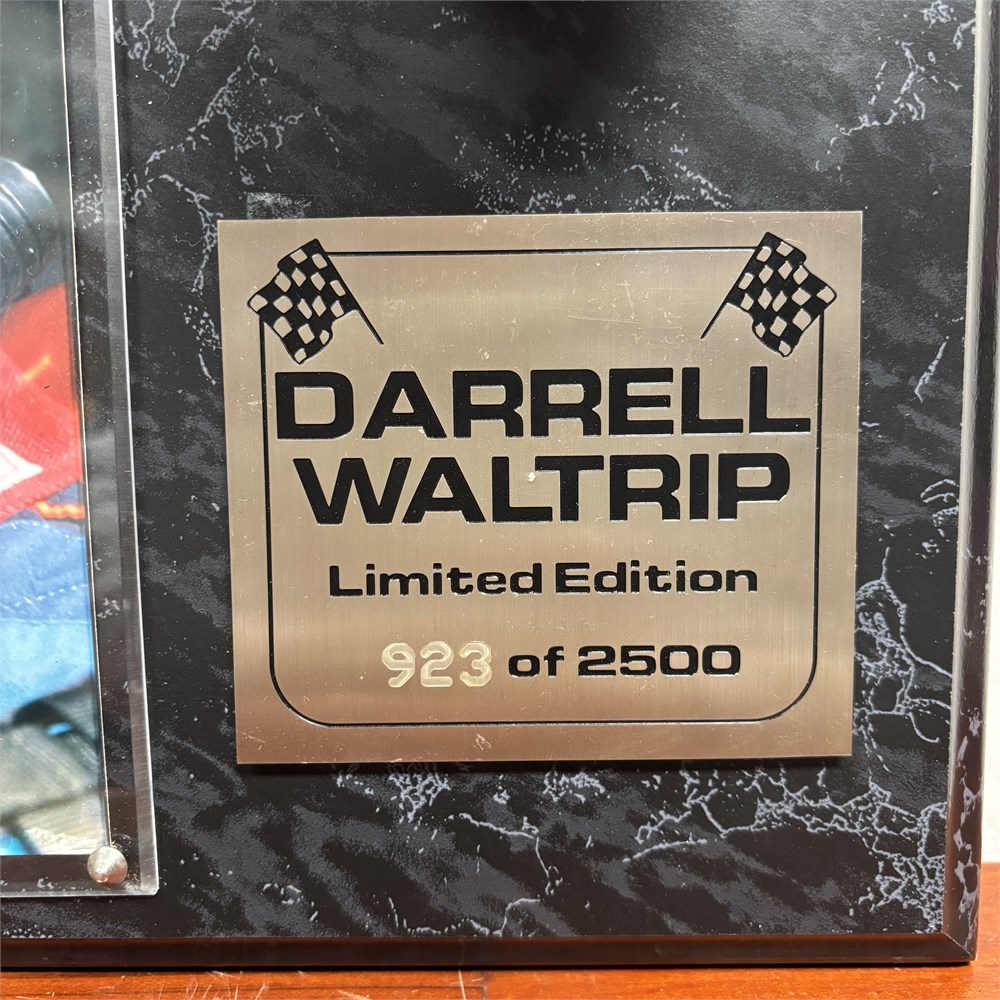 DARRELL
WALTRIP
Limited Edition
923 of 2500